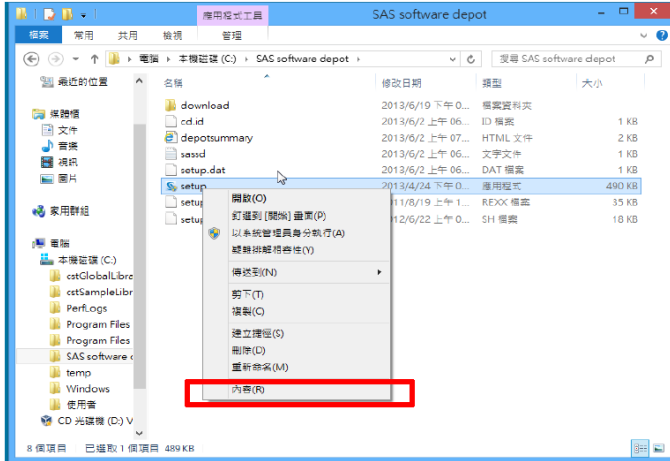 應用程式工具 SAS software depot
檔案 常用 共用 檢視 管理
電腦 本機磁碟 (C:) SAS software depot 搜尋 SAS software depot
最近的位置
媒體櫃
文件
音樂
視訊
圖片
家用群組
電腦
本機磁碟 (C:)
cstGlobalLibra
cstSampleLibr
PerfLogs
Program Files
Program Files
SAS software d
temp
Windows
使用者
CD 光碟機 (D:) V
名稱 修改日期 類型 大小
download 2013/6/19 下午 0... 檔案資料夾
cd.id 2013/6/2 上午 06... ID 檔案 1 KB
depotsummary 2013/6/2 上午 07... HTML 文件 2 KB
sassd 2013/6/2 上午 06... 文字文件 1 KB
setup.dat 2013/6/2 上午 06... DAT 檔案 1 KB
setup 2013/4/24 下午 0... 應用程式 490 KB
setup 011/8/19 上午 1... REXX 檔案 35 KB
setup 012/6/22 上午 0... SH 檔案 18 KB
開啟(O)
釘選到 [開始] 畫面(P)
以系統管理員身分執行(A)
疑難排解相容性(Y)
傳送到(N)
剪下(T)
複製(C)
建立捷徑(S)
刪除(D)
重新命名(M)
內容(R)
8 個項目 已選取 1 個項目 489 KB